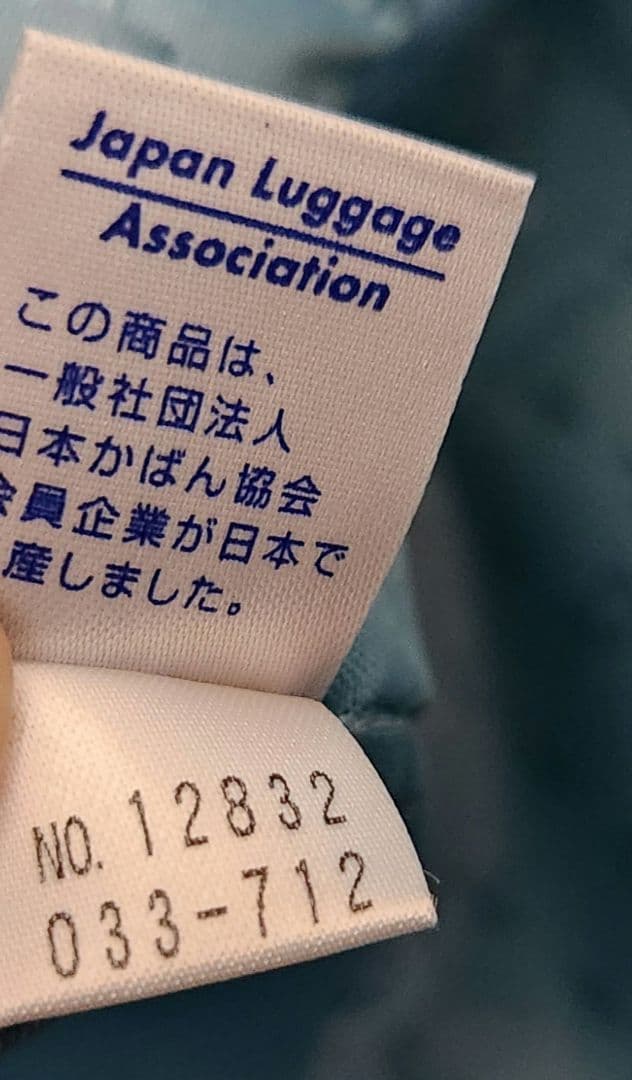 Japan Luggage
Association
この商品は、
一般社団法人
日本かばん協会
会員企業が日本で
産しました。
NO. 12832
033-712